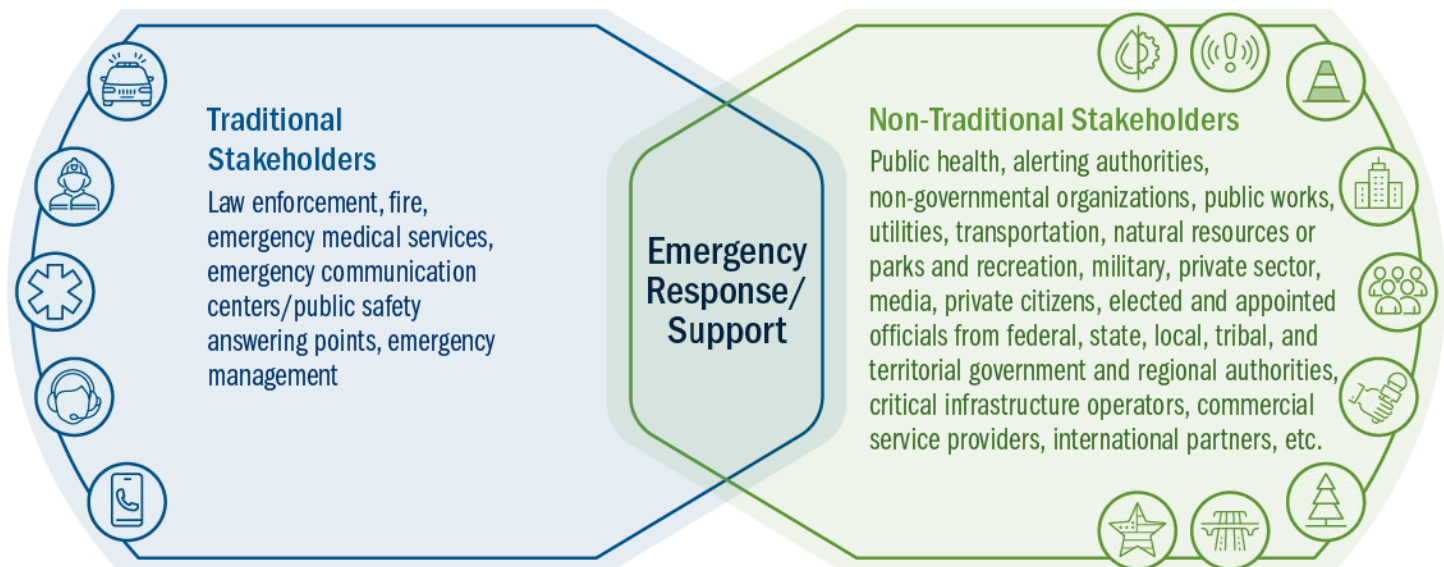 Traditional
Stakeholders
Law enforcement, fire,
emergency medical services,
emergency communication
centers/public safety
answering points, emergency
management
Emergency
Response/
Support
Non-Traditional Stakeholders
Public health, alerting authorities,
non-governmental organizations, public works,
utilities, transportation, natural resources or
parks and recreation, military, private sector,
media, private citizens, elected and appointed
officials from federal, state, local, tribal, and
territorial government and regional authorities,
critical infrastructure operators, commercial
service providers, international partners, etc.